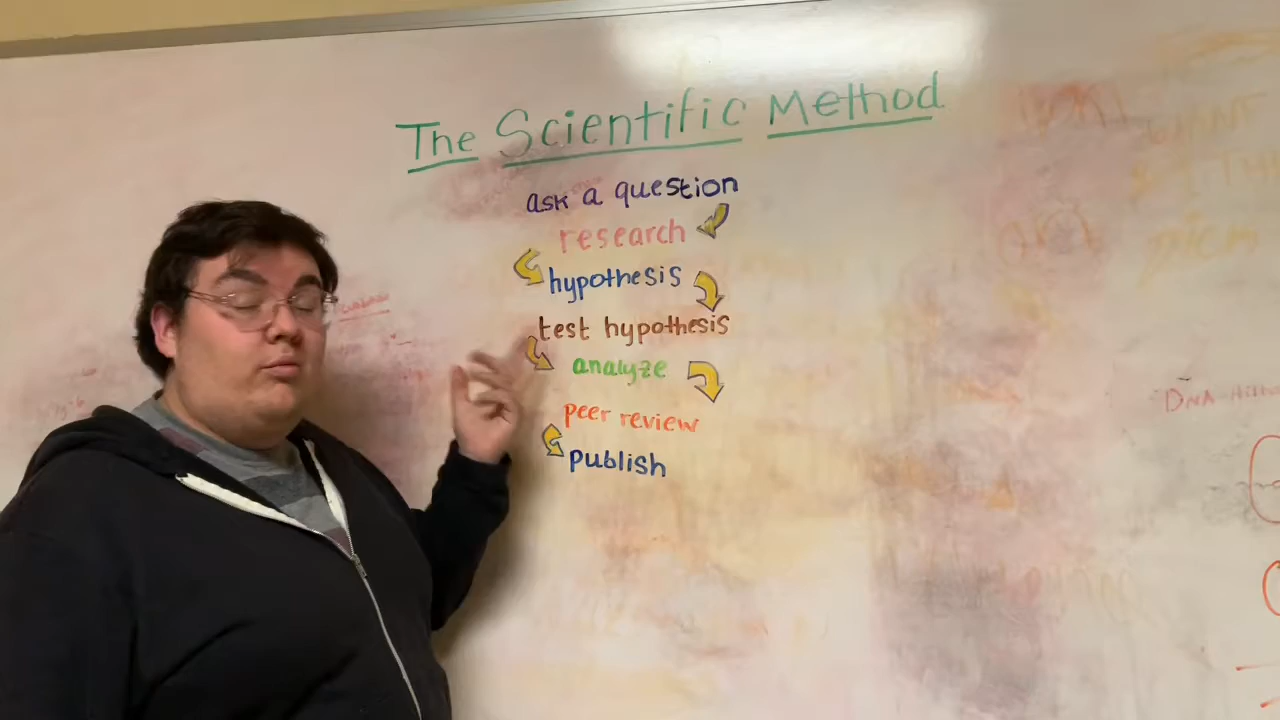 The Scientific Method
ask a question
research
hypothesis
test hypothesis
analyze
peer review
publish
DNA